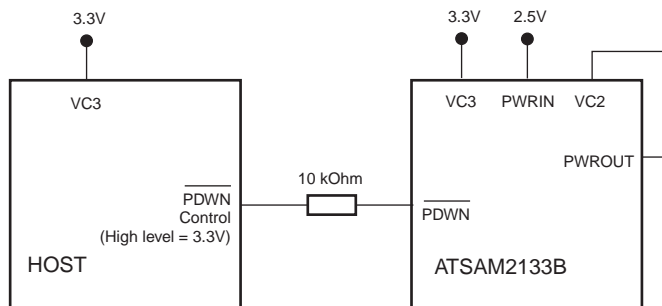 3.3V
VC3
PDWN
Control
(High level = 3.3V)
HOST
10 kOhm
3.3V 2.5V
VC3 PWRIN VC2
PWROUT
PDWN
ATSAM2133B